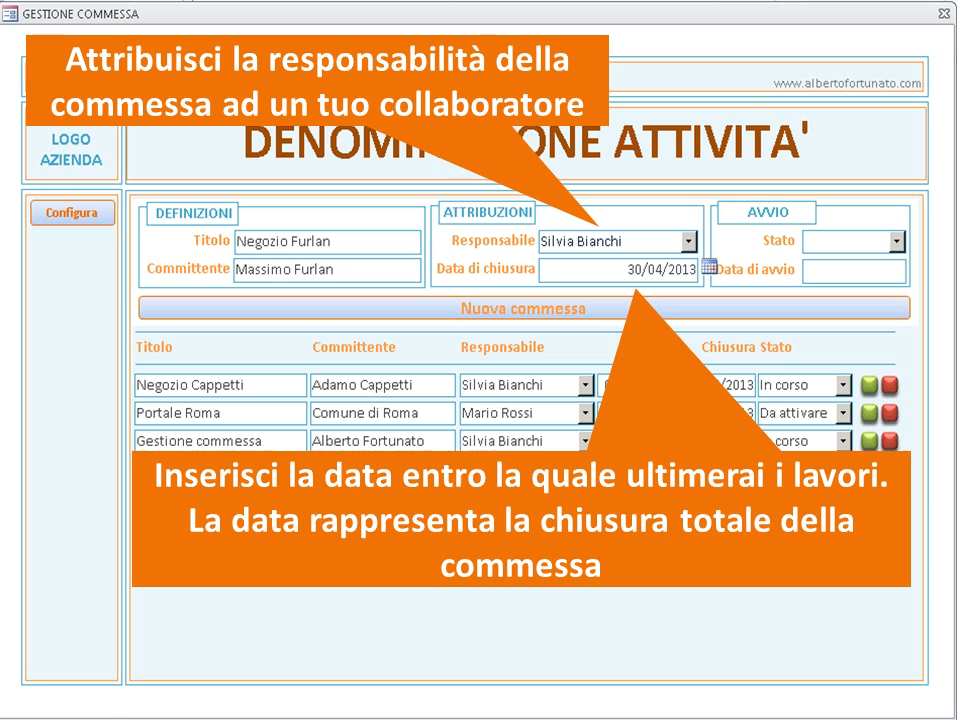 GESTIONE COMMESSA
Attribuisci la responsabilità della
commessa ad un tuo collaboratore
www.albertofortunato.com
LOGO
AZIENDA
ATTIVITA'
Configura
DEFINIZIONI
Titolo Negozio Furlan
Committente Massimo Furlan
ATTRIBUZIONI
Responsabile Silvia Bianchi
Data di chiusura 30/04/2013
AVVIO
Stato
Data di avvio
Nuova commessa
Titolo Committente Responsabile Chiusura Stato
Negozio Cappetti Adamo Cappetti Silvia Bianchi /2013 In corso
Portale Roma Comune di Roma Mario Rossi Da attivare
Gestione commessa Alberto Fortunato Silvia Bianchi corso
Inserisci la data entro la quale ultimerai i lavori.
La data rappresenta la chiusura totale della
commessa